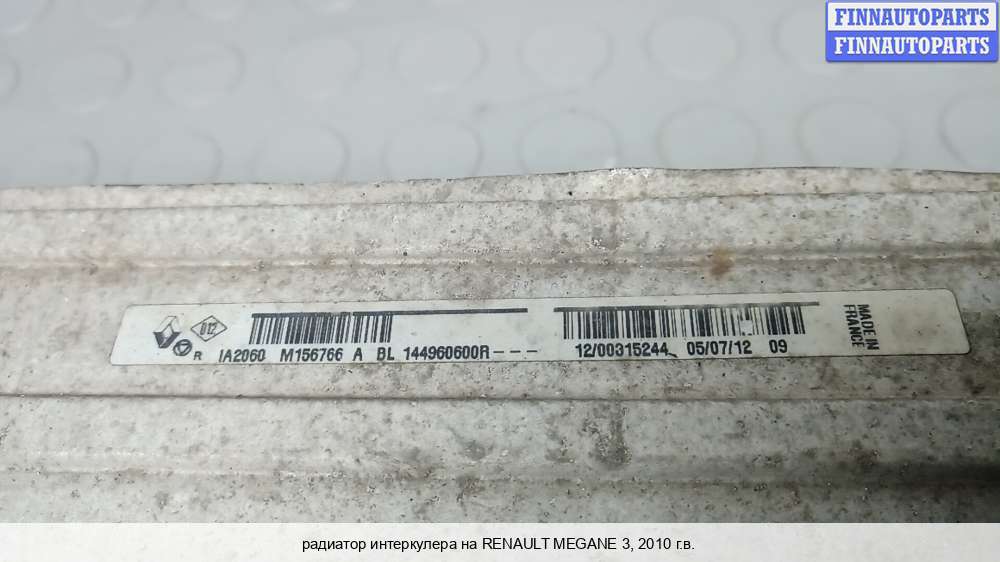 FINNAUTOPARTS
FINNAUTOPARTS
D12
R IA2060 M156766 A BL 144960600R--- 12/00315244 05/07/12 09
MADE IN
FRANCE
радиатор интеркулера на RENAULT MEGANE 3, 2010 г.в.